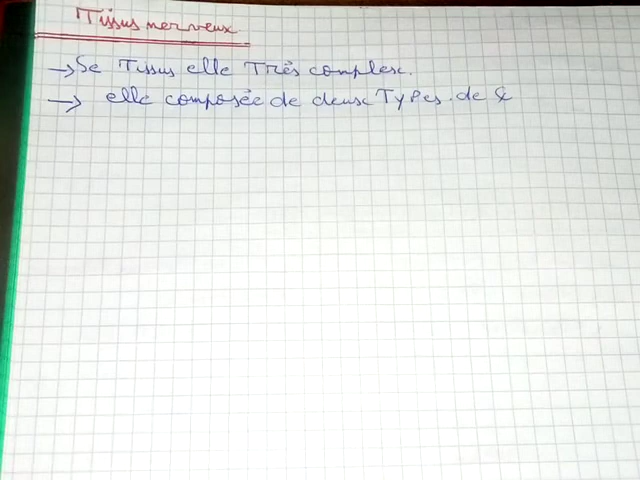 Tissus nerveux
→ Se Tissus elle Très complexe.
→ elle composée de deux Types. de